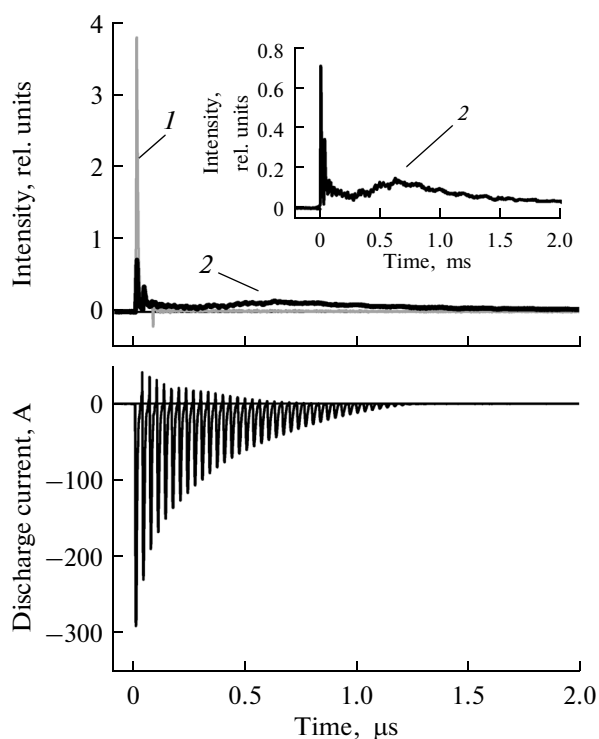 4
3
2
1
0
Intensity, rel. units
1
2
0.8
0.6
0.4
0.2
0
Intensity,
rel. units
2
0 0.5 1.0 1.5 2.0
Time, ms
0
−100
−200
−300
Discharge current, A
0 0.5 1.0 1.5 2.0
Time, μs